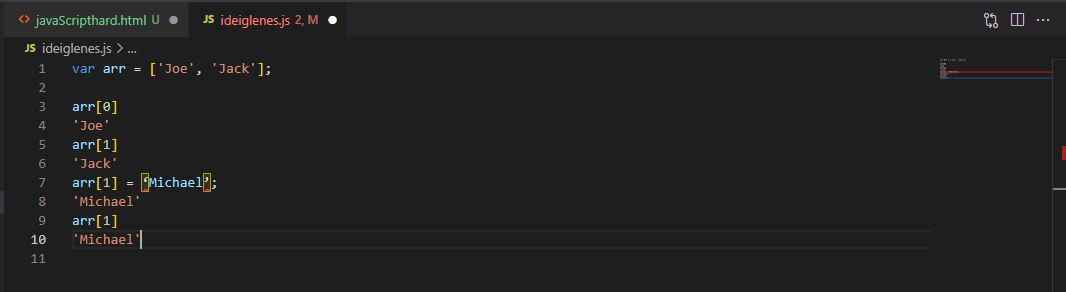 <> javaScripthard.html U ●
JS ideiglenes.js 2, M ●
JS ideiglenes.js > ...
1 var arr = ['Joe', 'Jack'];
2
3 arr[0]
4 'Joe'
5 arr[1]
6 'Jack'
7 arr[1] = ‘Michael’;
8 'Michael'
9 arr[1]
10 'Michael'
11